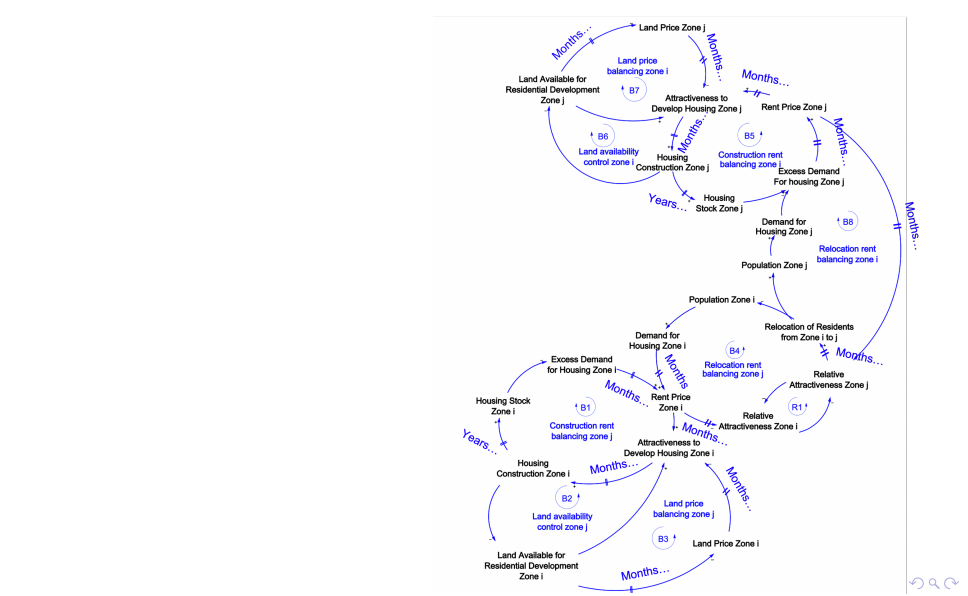 Land Price Zone j
Months...
Months...
Land price
balancing zone i
B7
Land Available for
Residential Development
Zone j
Months...
Attractiveness to
Develop Housing Zone j
Rent Price Zone j
B6
Months...
B5
Months...
Land availability
control zone i
Housing
Construction Zone j
Construction rent
balancing zone i
Excess Demand
For housing Zone j
Years...
Housing
Stock Zone j
Months...
Demand for
Housing Zone j
B8
Relocation rent
balancing zone i
Population Zone j
Population Zone i
Relocation of Residents
from Zone i to j
Demand for
Housing Zone i
B4
Relocation rent
balancing zone j
Months...
Excess Demand
for Housing Zone i
Months
Relative
Attractiveness Zone j
Months...
Rent Price
Zone i
Housing Stock
Zone i
B1
R1
Construction rent
balancing zone j
Relative
Attractiveness Zone i
Months...
Years...
Attractiveness to
Develop Housing Zone i
Housing
Construction Zone i
Months...
Months...
B2
Land availability
control zone j
Land price
balancing zone j
B3
Land Price Zone i
Land Available for
Residential Development
Zone i
Months...